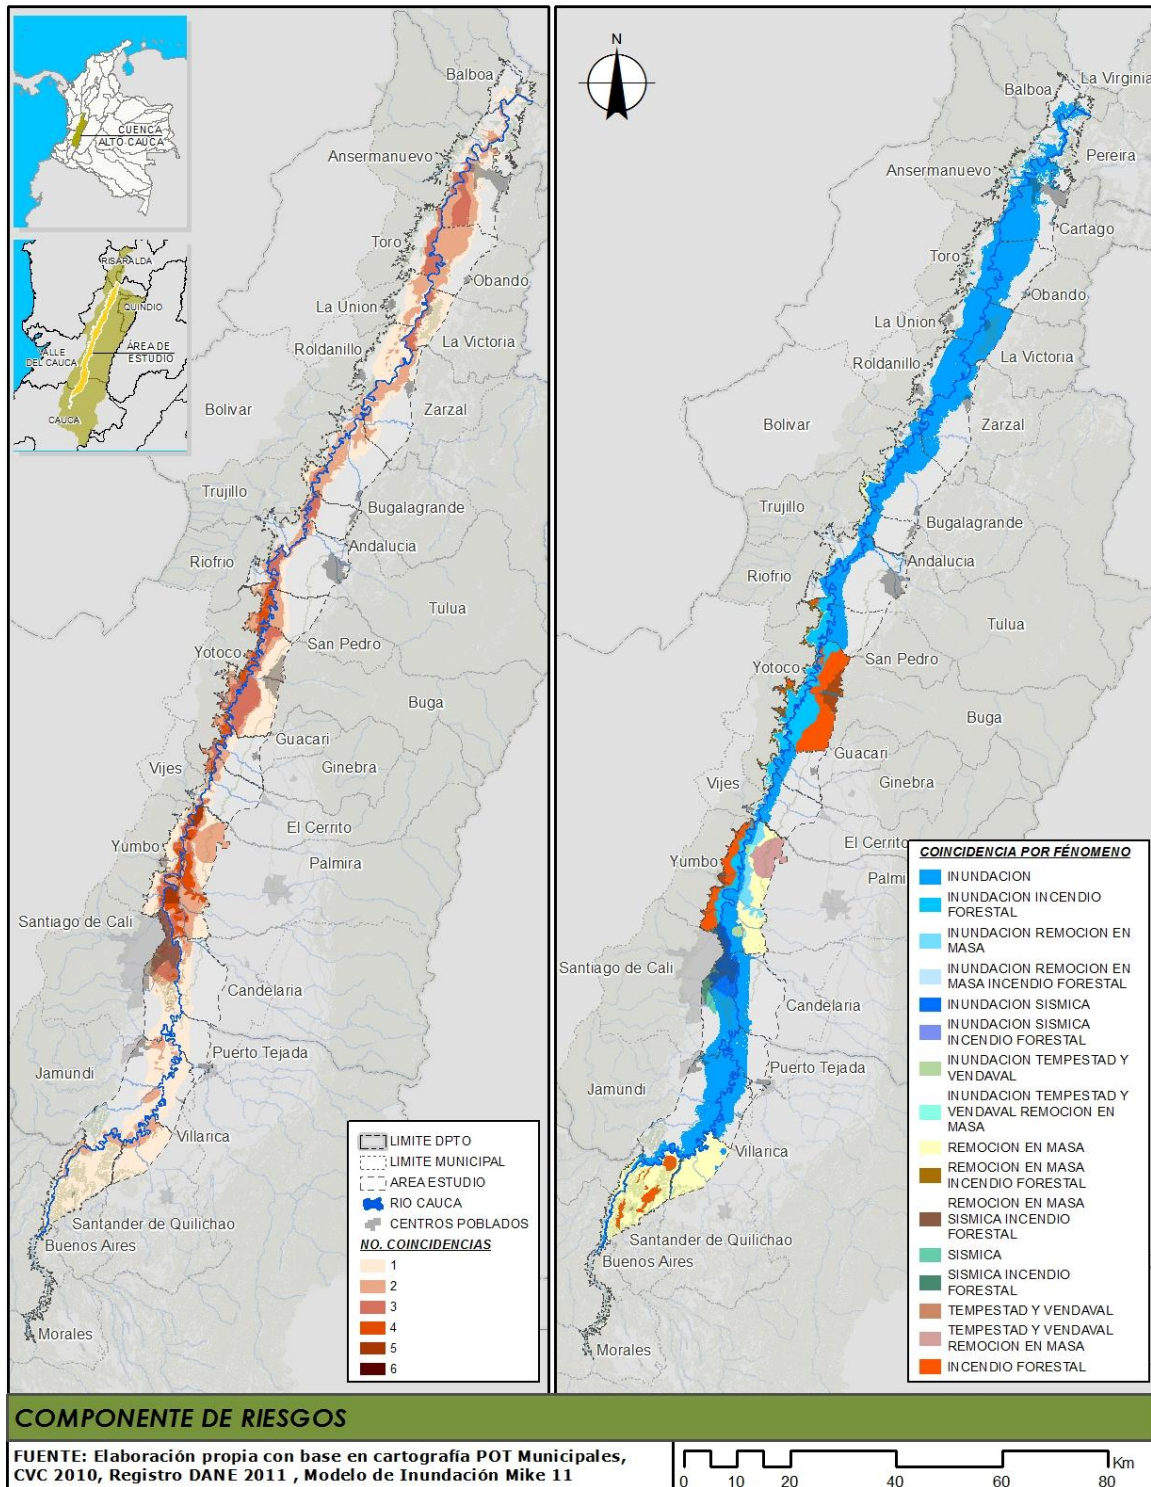 CUENCA
ALTO CAUCA
RISARALDA
QUINDIO
ÁREA DE
ESTUDIO
VALLE
DEL CAUCA
CAUCA
Balboa
Ansermanuevo
Toro
Obando
La Union
La Victoria
Roldanillo
Bolivar
Zarzal
Trujillo
Bugalagrande
Andalucia
Riofrio
Tulua
San Pedro
Yotoco
Buga
Guacari
Ginebra
Vijes
El Cerrito
Yumbo
Palmira
Santiago de Cali
Candelaria
Puerto Tejada
Jamundi
Villarica
Santander de Quilichao
Buenos Aires
Morales
LIMITE DPTO
LIMITE MUNICIPAL
AREA ESTUDIO
RIO CAUCA
CENTROS POBLADOS
NO. COINCIDENCIAS
1
2
3
4
5
6
N
La Virginia
Balboa
Pereira
Ansermanuevo
Cartago
Toro
Obando
La Union
La Victoria
Roldanillo
Bolivar
Zarzal
Trujillo
Bugalagrande
Andalucia
Riofrio
Tulua
San Pedro
Yotoco
Buga
Guacari
Ginebra
Vijes
El Cerrito
Yumbo
Palmi
Santiago de Cali
Candelaria
Puerto Tejada
Jamundi
Villarica
Santander de Quilichao
Buenos Aires
Morales
COINCIDENCIA POR FÉNOMENO
INUNDACION
INUNDACION INCENDIO
FORESTAL
INUNDACION REMOCION EN
MASA
INUNDACION REMOCION EN
MASA INCENDIO FORESTAL
INUNDACION SISMICA
INUNDACION SISMICA
INCENDIO FORESTAL
INUNDACION TEMPESTAD Y
VENDAVAL
INUNDACION TEMPESTAD Y
VENDAVAL REMOCION EN
MASA
REMOCION EN MASA
REMOCION EN MASA
INCENDIO FORESTAL
REMOCION EN MASA
SISMICA INCENDIO
FORESTAL
SISMICA
SISMICA INCENDIO
FORESTAL
TEMPESTAD Y VENDAVAL
TEMPESTAD Y VENDAVAL
REMOCION EN MASA
INCENDIO FORESTAL
COMPONENTE DE RIESGOS
FUENTE: Elaboración propia con base en cartografía POT Municipales,
CVC 2010, Registro DANE 2011 , Modelo de Inundación Mike 11
Km
0 10 20 40 60 80